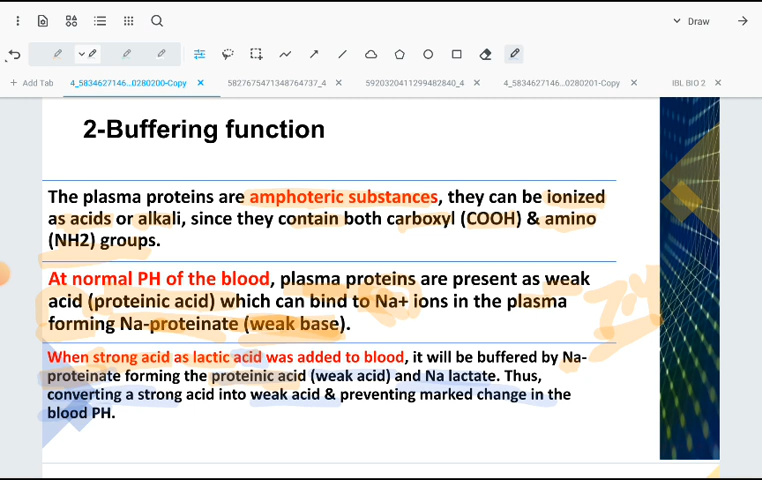 Draw
Add Tab
4_5834627146...0280200-Copy
5827675471348764737_4
5920320411299482840_4
4_5834627146...0280201-Copy
IBL BIO 2
2-Buffering function
The plasma proteins are amphoteric substances, they can be ionized
as acids or alkali, since they contain both carboxyl (COOH) & amino
(NH2) groups.
At normal PH of the blood, plasma proteins are present as weak
acid (proteinic acid) which can bind to Na+ ions in the plasma
forming Na-proteinate (weak base).
7.4
When strong acid as lactic acid was added to blood, it will be buffered by Na-
proteinate forming the proteinic acid (weak acid) and Na lactate. Thus,
converting a strong acid into weak acid & preventing marked change in the
blood PH.